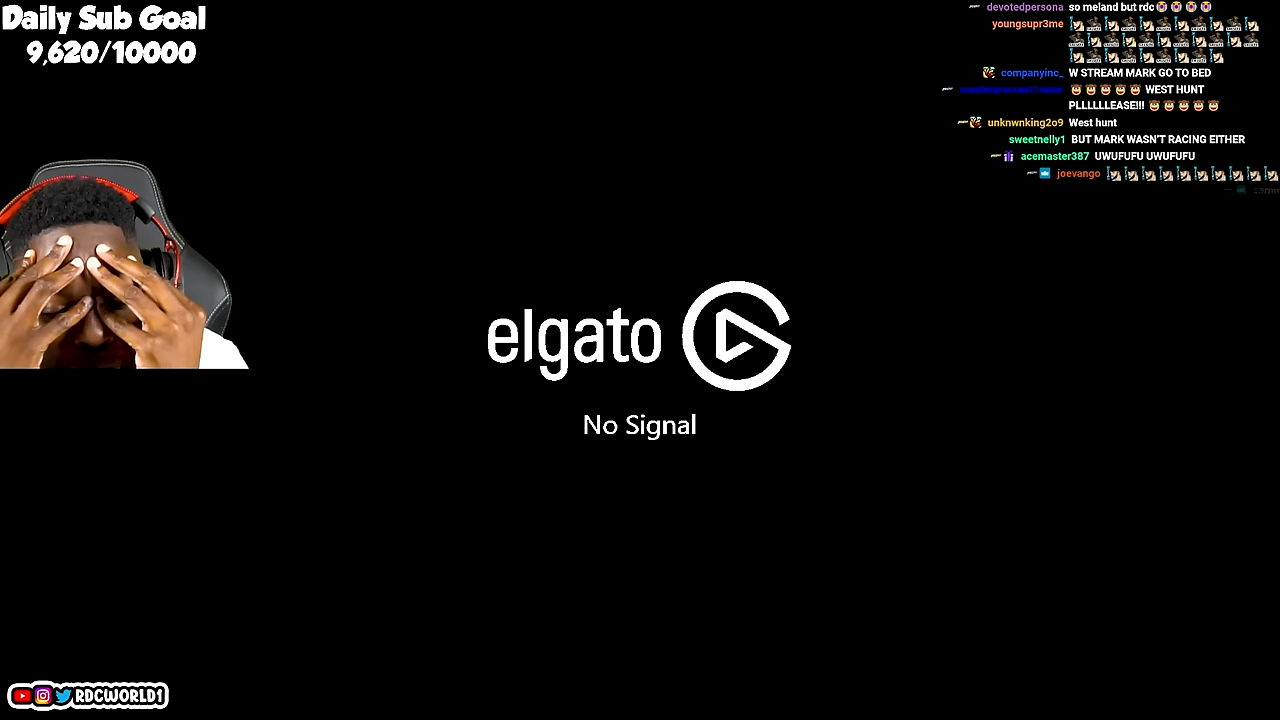 Daily Sub Goal
9,620/10000
devotedpersona so meland but rdc
youngsupr3me
companyinc_ W STREAM MARK GO TO BED
WEST HUNT
PLLLLLLEASE!!!
unknwnking2o9 West hunt
sweetnelly1 BUT MARK WASN'T RACING EITHER
acemaster387 UWUFUFU UWUFUFU
joevango
elgato
No Signal
RDCWORLD1